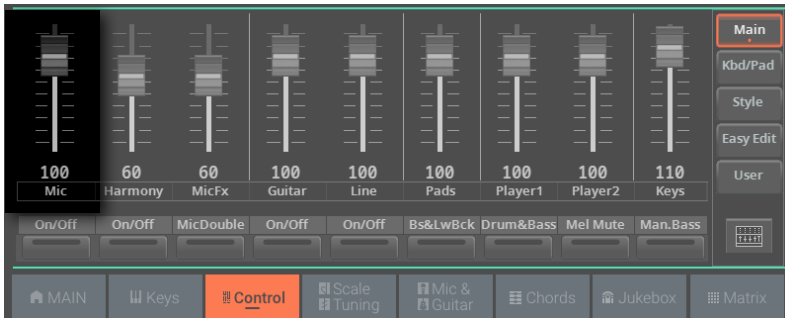 Main
Kbd/Pad
Style
Easy Edit
User
100 60 60 100 100 100 100 100 110
Mic Harmony MicFx Guitar Line Pads Player1 Player2 Keys
On/Off On/Off MicDouble On/Off On/Off Bs&LwBck Drum&Bass Mel Mute Man.Bass
MAIN Keys Control Scale Tuning Mic & Guitar Chords Jukebox Matrix